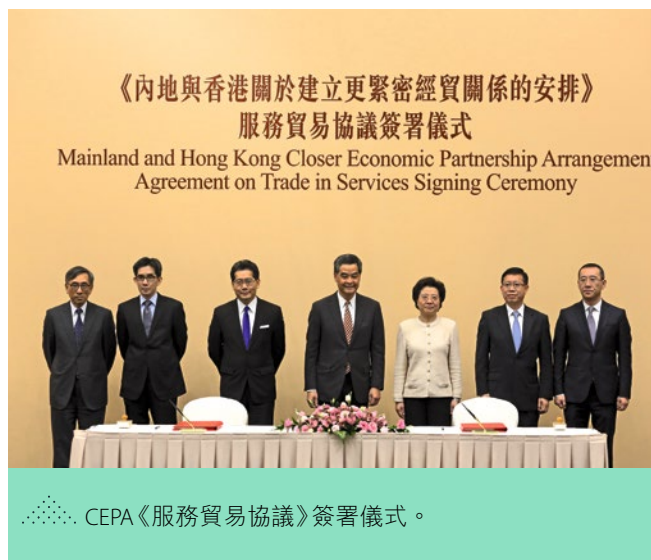 《內地與香港關於建立更緊密經貿關係的安排》
服務貿易協議簽署儀式
Mainland and Hong Kong Closer Economic Partnership Arrangemen
Agreement on Trade in Services Signing Ceremony
CEPA《服務貿易協議》簽署儀式。